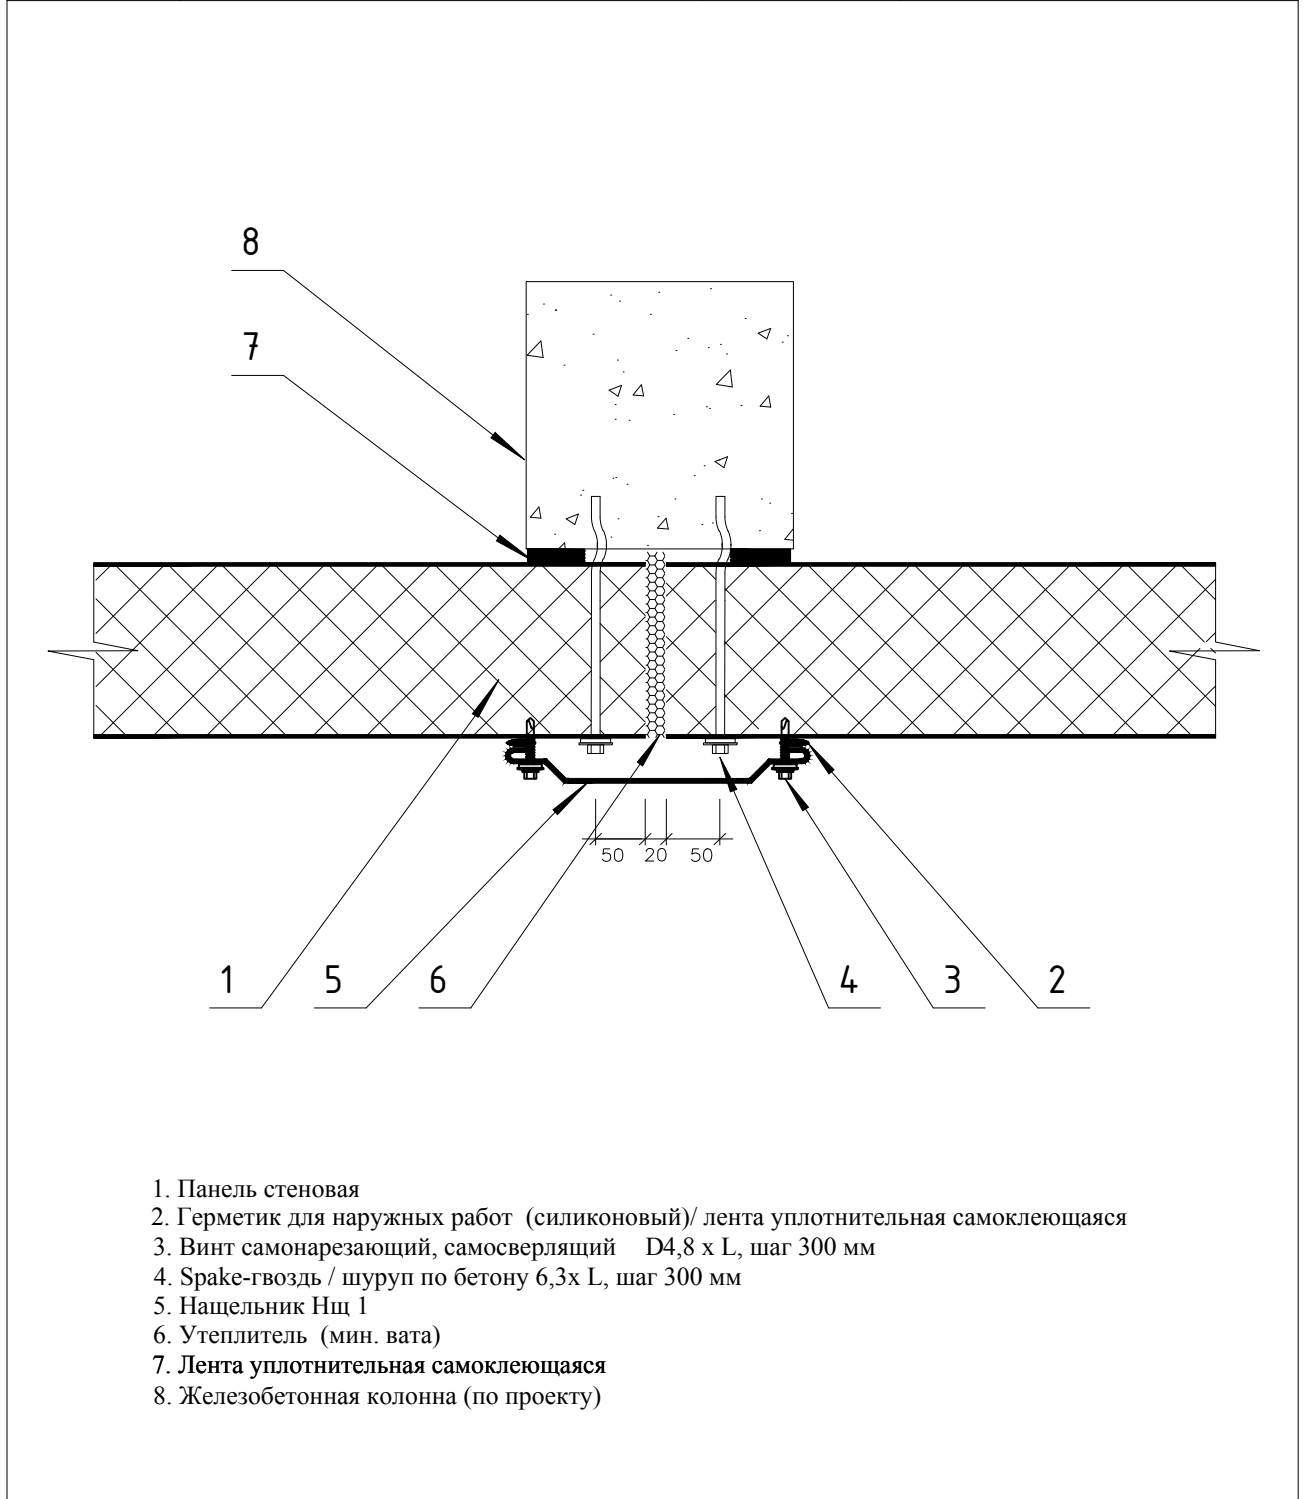 8
7
50 20 50
1 5 6 4 3 2
1. Панель стеновая
2. Герметик для наружных работ (силиконовый)/ лента уплотнительная самоклеющаяся
3. Винт самонарезающий, самосверлящий D4,8 x L, шаг 300 мм
4. Spake-гвоздь / шуруп по бетону 6,3x L, шаг 300 мм
5. Нащельник Нщ 1
6. Утеплитель (мин. вата)
7. Лента уплотнительная самоклеющаяся
8. Железобетонная колонна (по проекту)